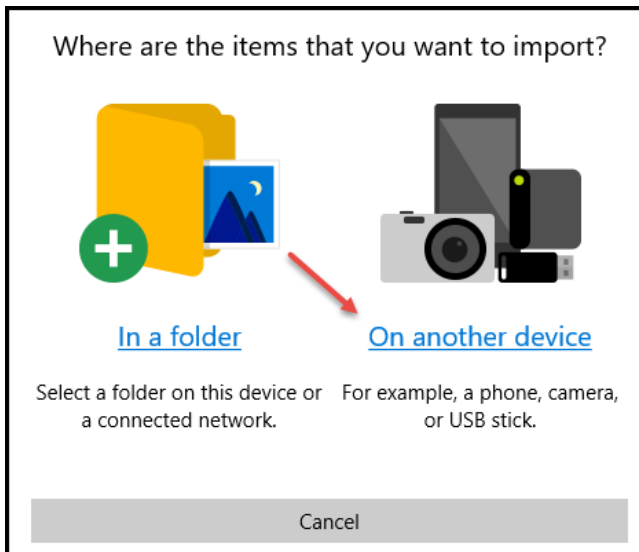 Where are the items that you want to import?
In a folder
On another device
Select a folder on this device or
a connected network.
For example, a phone, camera,
or USB stick.
Cancel